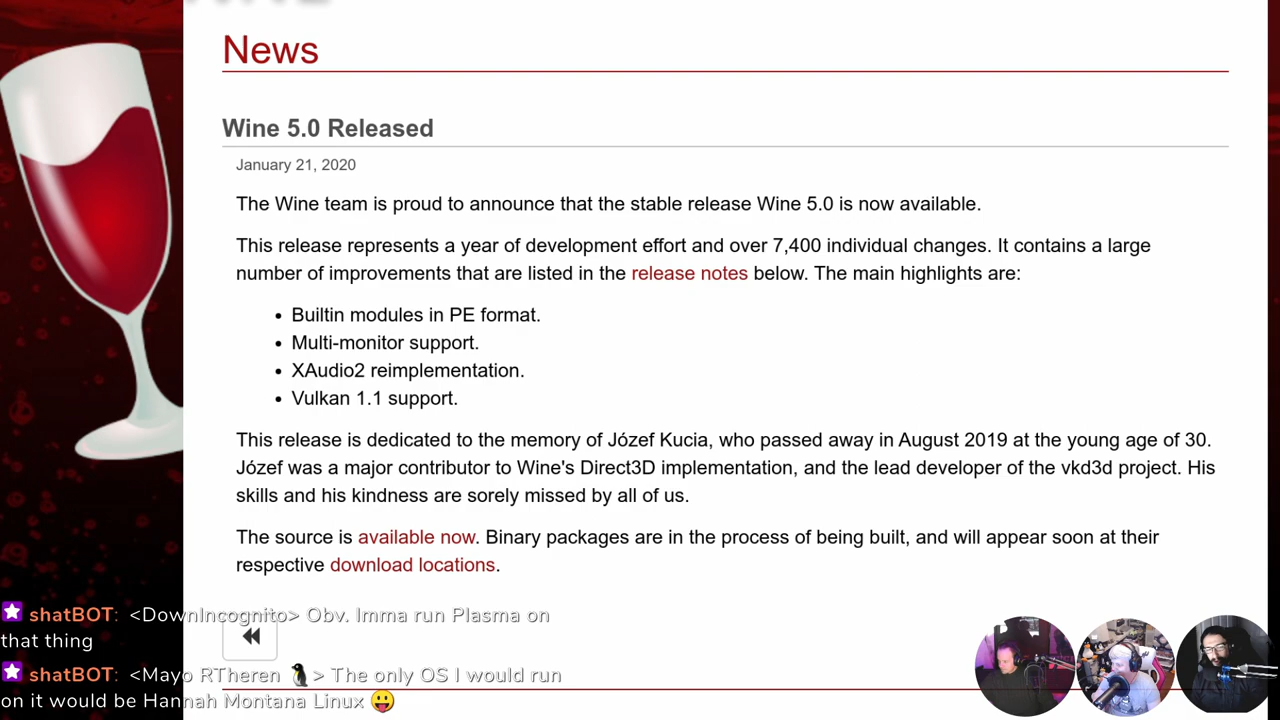 News
Wine 5.0 Released
January 21, 2020
The Wine team is proud to announce that the stable release Wine 5.0 is now available.
This release represents a year of development effort and over 7,400 individual changes. It contains a large
number of improvements that are listed in the release notes below. The main highlights are:
• Builtin modules in PE format.
• Multi-monitor support.
• XAudio2 reimplementation.
• Vulkan 1.1 support.
This release is dedicated to the memory of Józef Kucia, who passed away in August 2019 at the young age of 30.
Józef was a major contributor to Wine's Direct3D implementation, and the lead developer of the vkd3d project. His
skills and his kindness are sorely missed by all of us.
The source is available now. Binary packages are in the process of being built, and will appear soon at their
respective download locations.
shatBOT: <DownIncognito> Obv. Imma run Plasma on
that thing
shatBOT: <Mayo RTheren 🐧> The only OS I would run
on it would be Hannah Montana Linux 😛